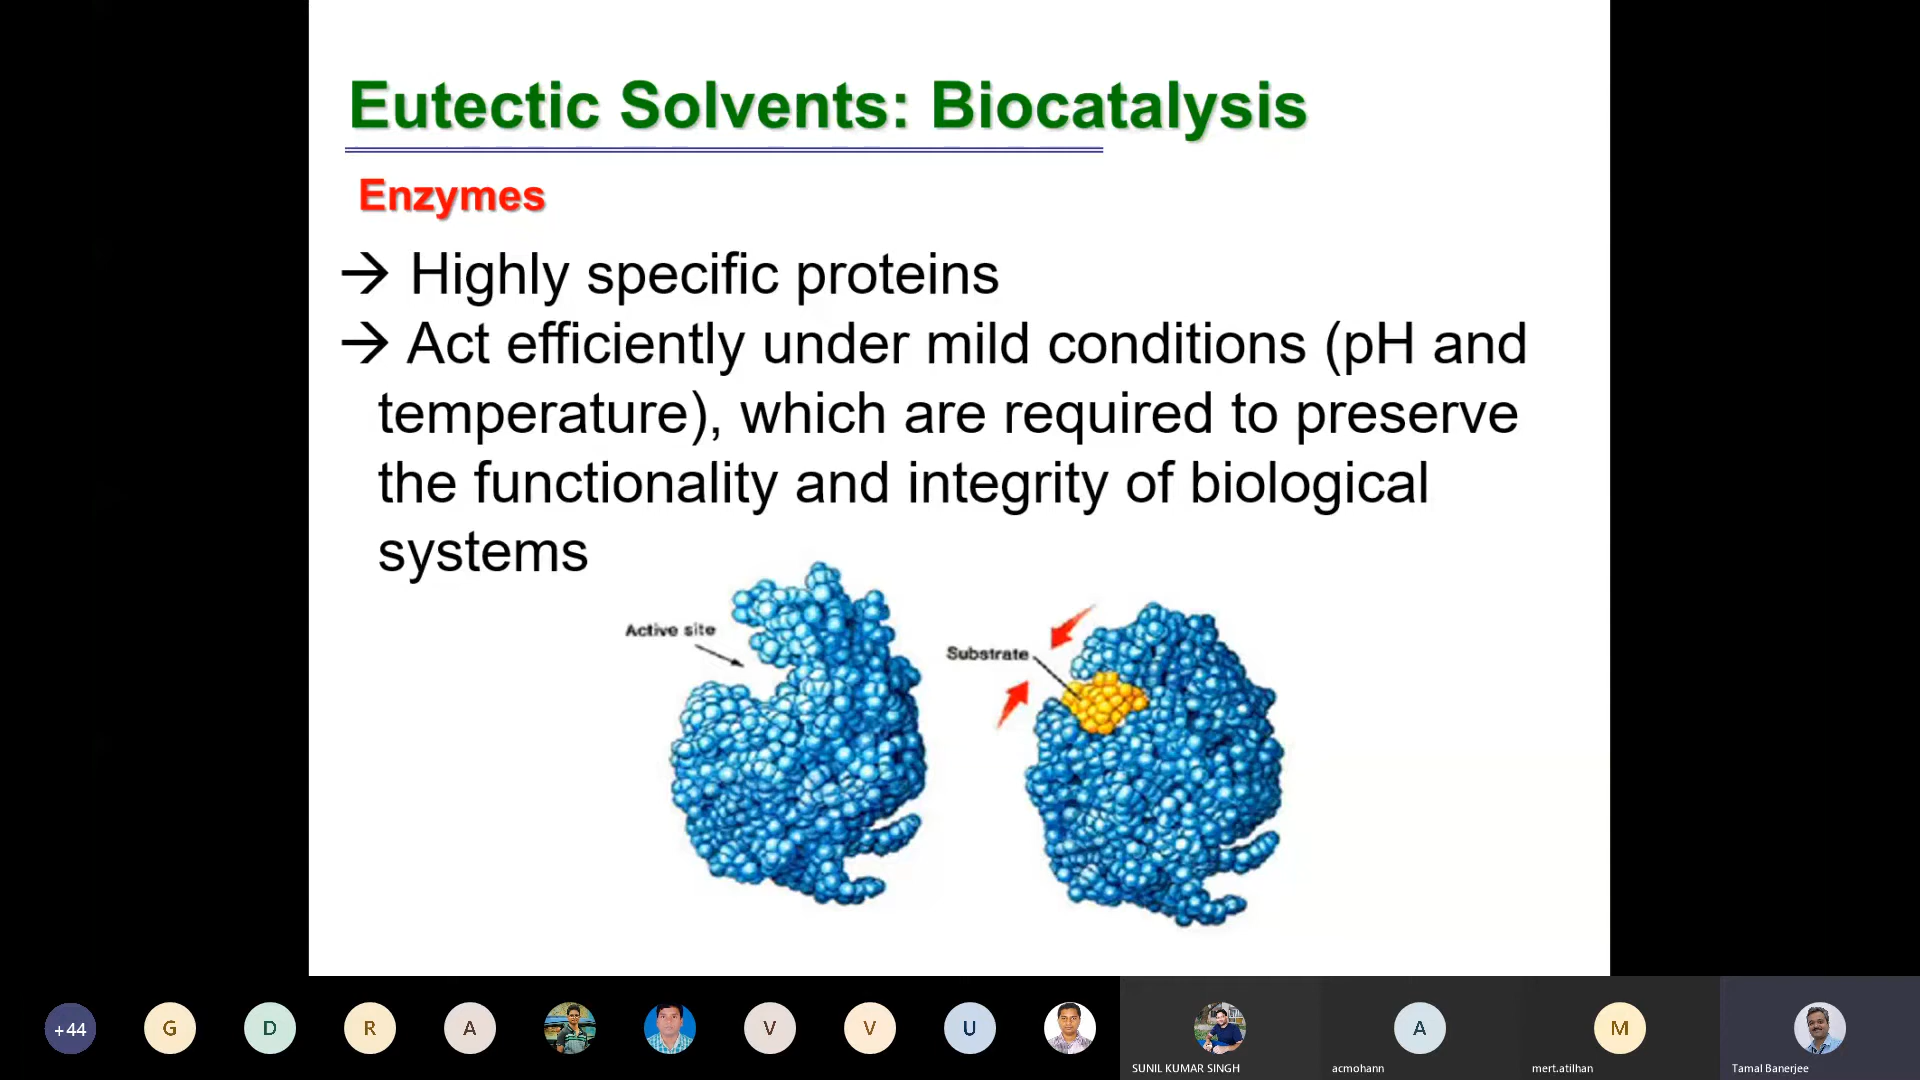 Eutectic Solvents: Biocatalysis
Enzymes
→ Highly specific proteins
→ Act efficiently under mild conditions (pH and
temperature), which are required to preserve
the functionality and integrity of biological
systems
Active site
Substrate
+44
G
D
R
A
V
V
U
A
M
SUNIL KUMAR SINGH
acmohann
mert.atilhan
Tamal Banerjee